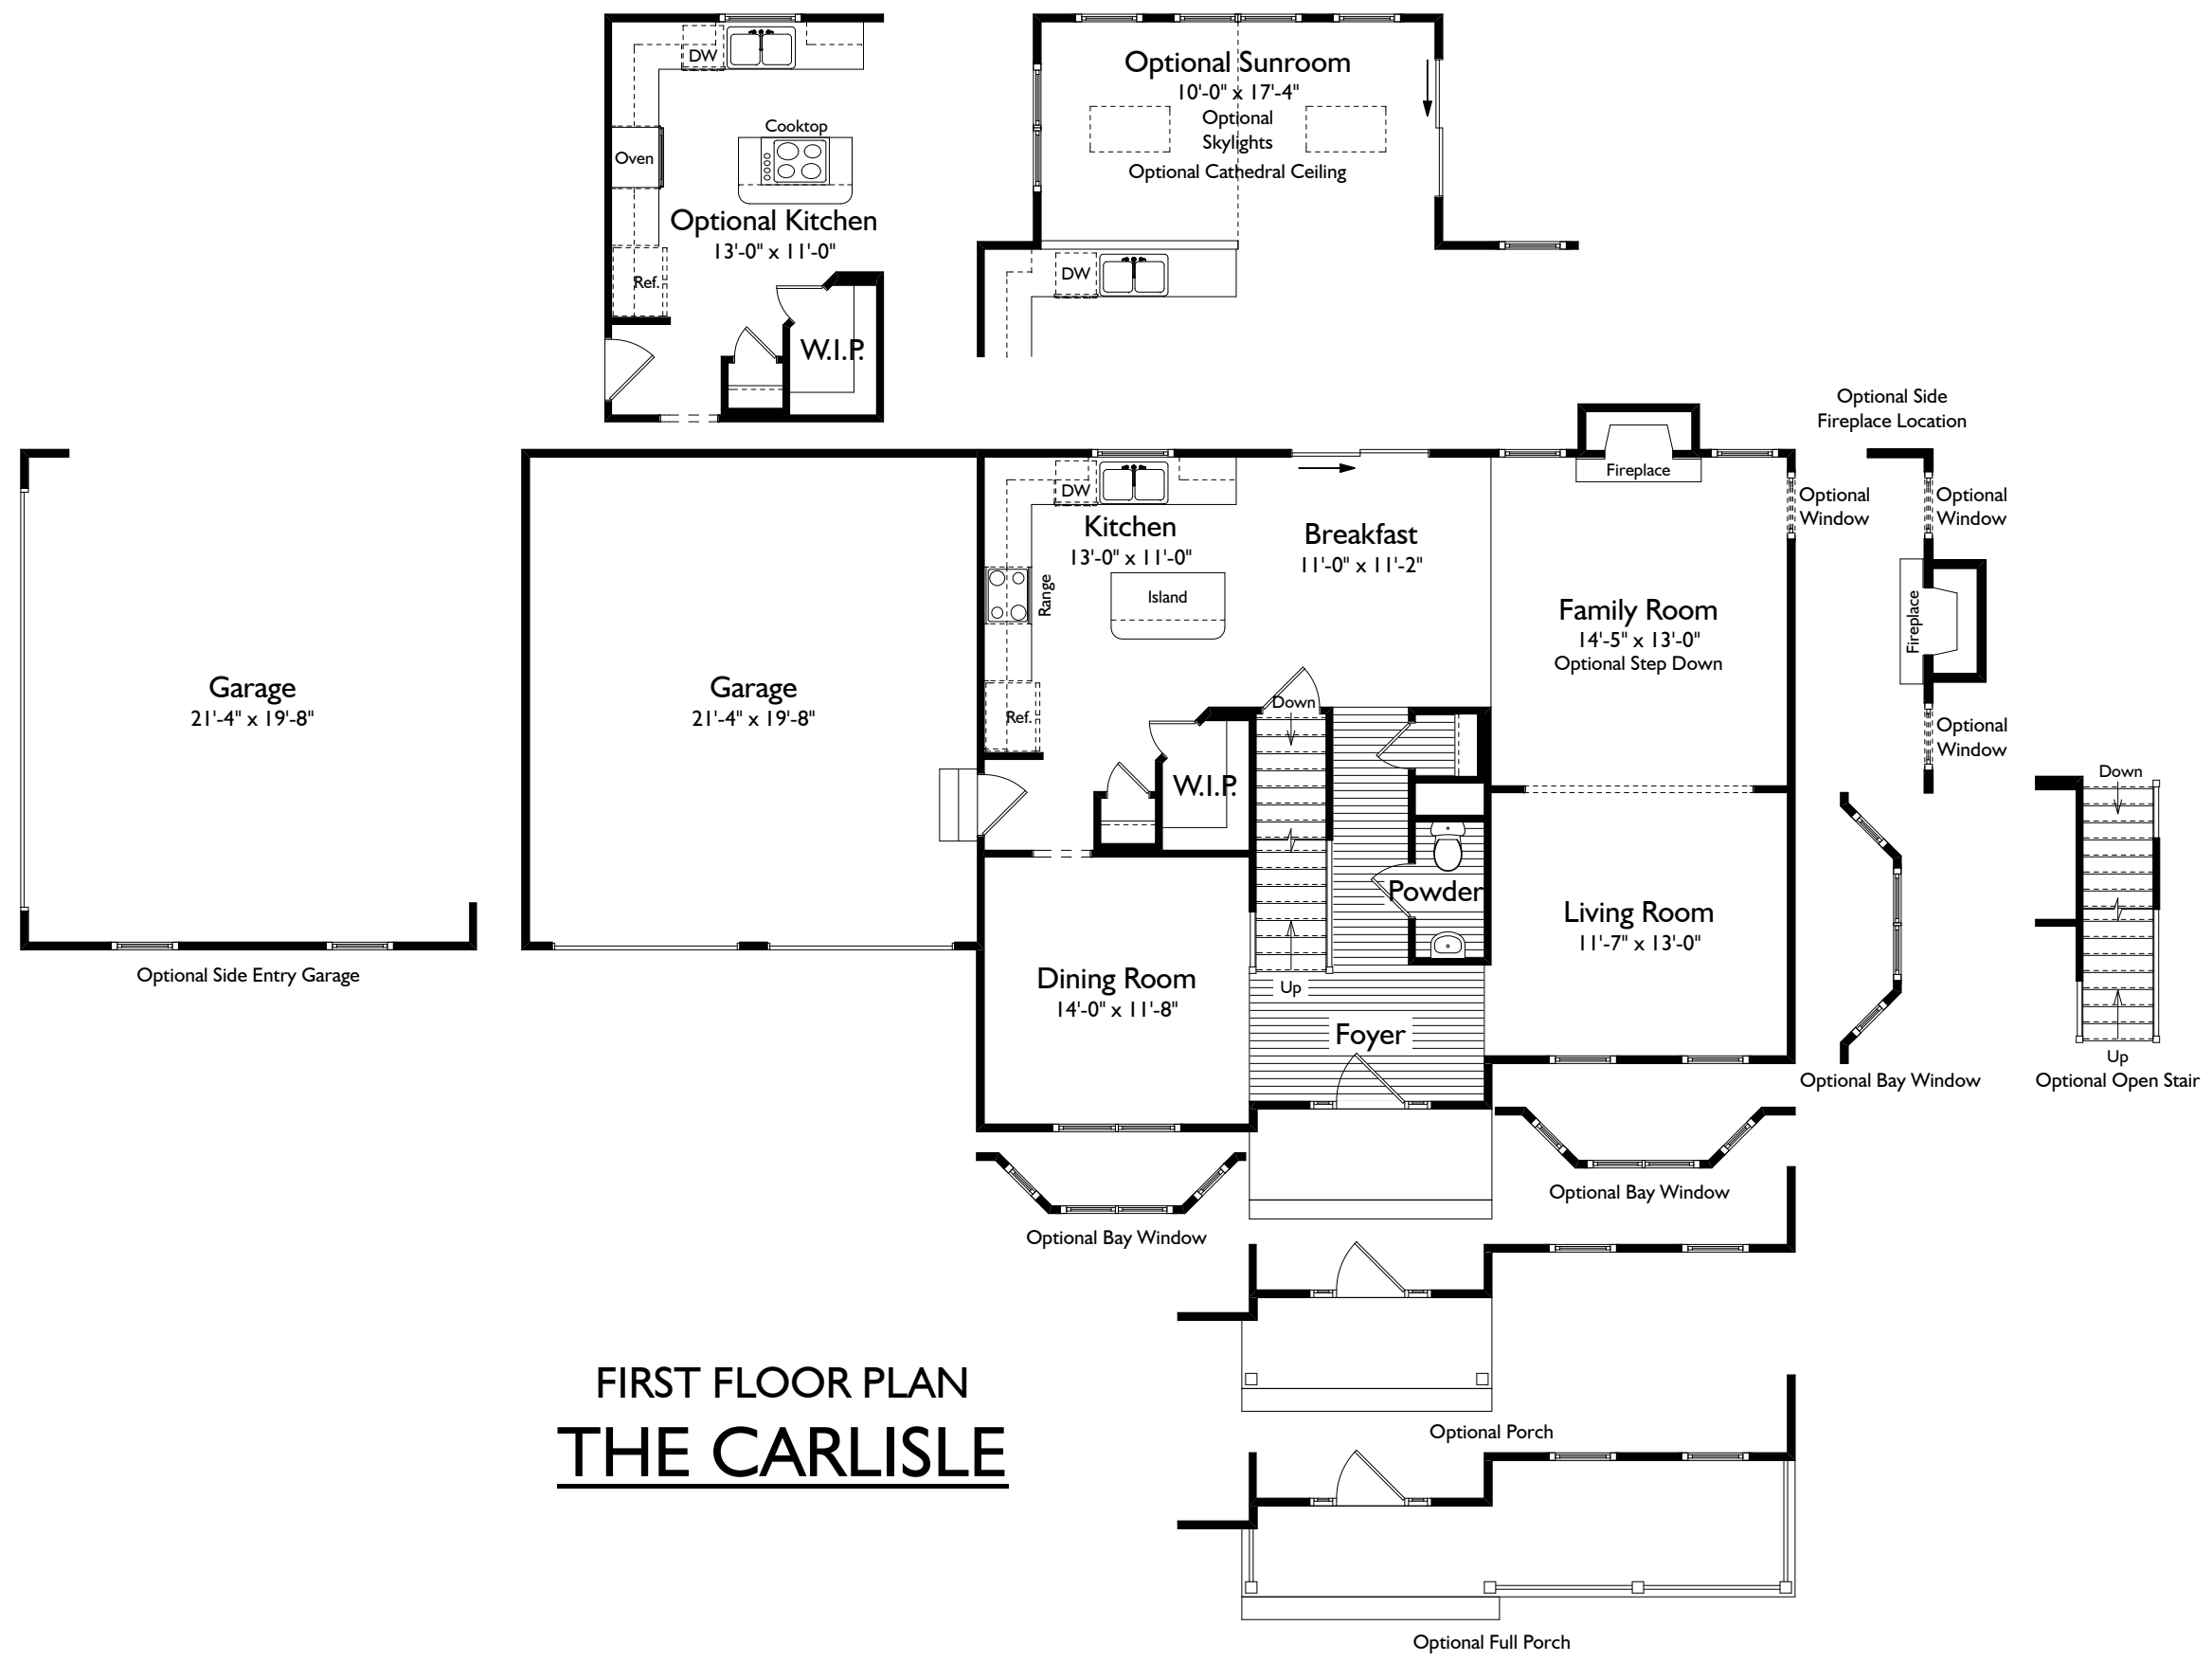 DW
Cooktop
Oven
Optional Kitchen
13'-0" x 11'-0"
Ref.
W.I.P.
Optional Sunroom
10'-0" x 17'-4"
Optional
Skylights
Optional Cathedral Ceiling
DW
Optional Side
Fireplace Location
Garage
21'-4" x 19'-8"
Optional Side Entry Garage
Garage
21'-4" x 19'-8"
DW
Kitchen
13'-0" x 11'-0"
Range
Island
Ref.
W.I.P.
Breakfast
11'-0" x 11'-2"
Down
Fireplace
Optional
Window
Family Room
14'-5" x 13'-0"
Optional Step Down
Optional
Window
Fireplace
Optional
Window
Powder
Living Room
11'-7" x 13'-0"
Dining Room
14'-0" x 11'-8"
Up
Foyer
Down
Up
Optional Open Stair
Optional Bay Window
Optional Bay Window
Optional Bay Window
FIRST FLOOR PLAN
THE CARLISLE
Optional Porch
Optional Full Porch